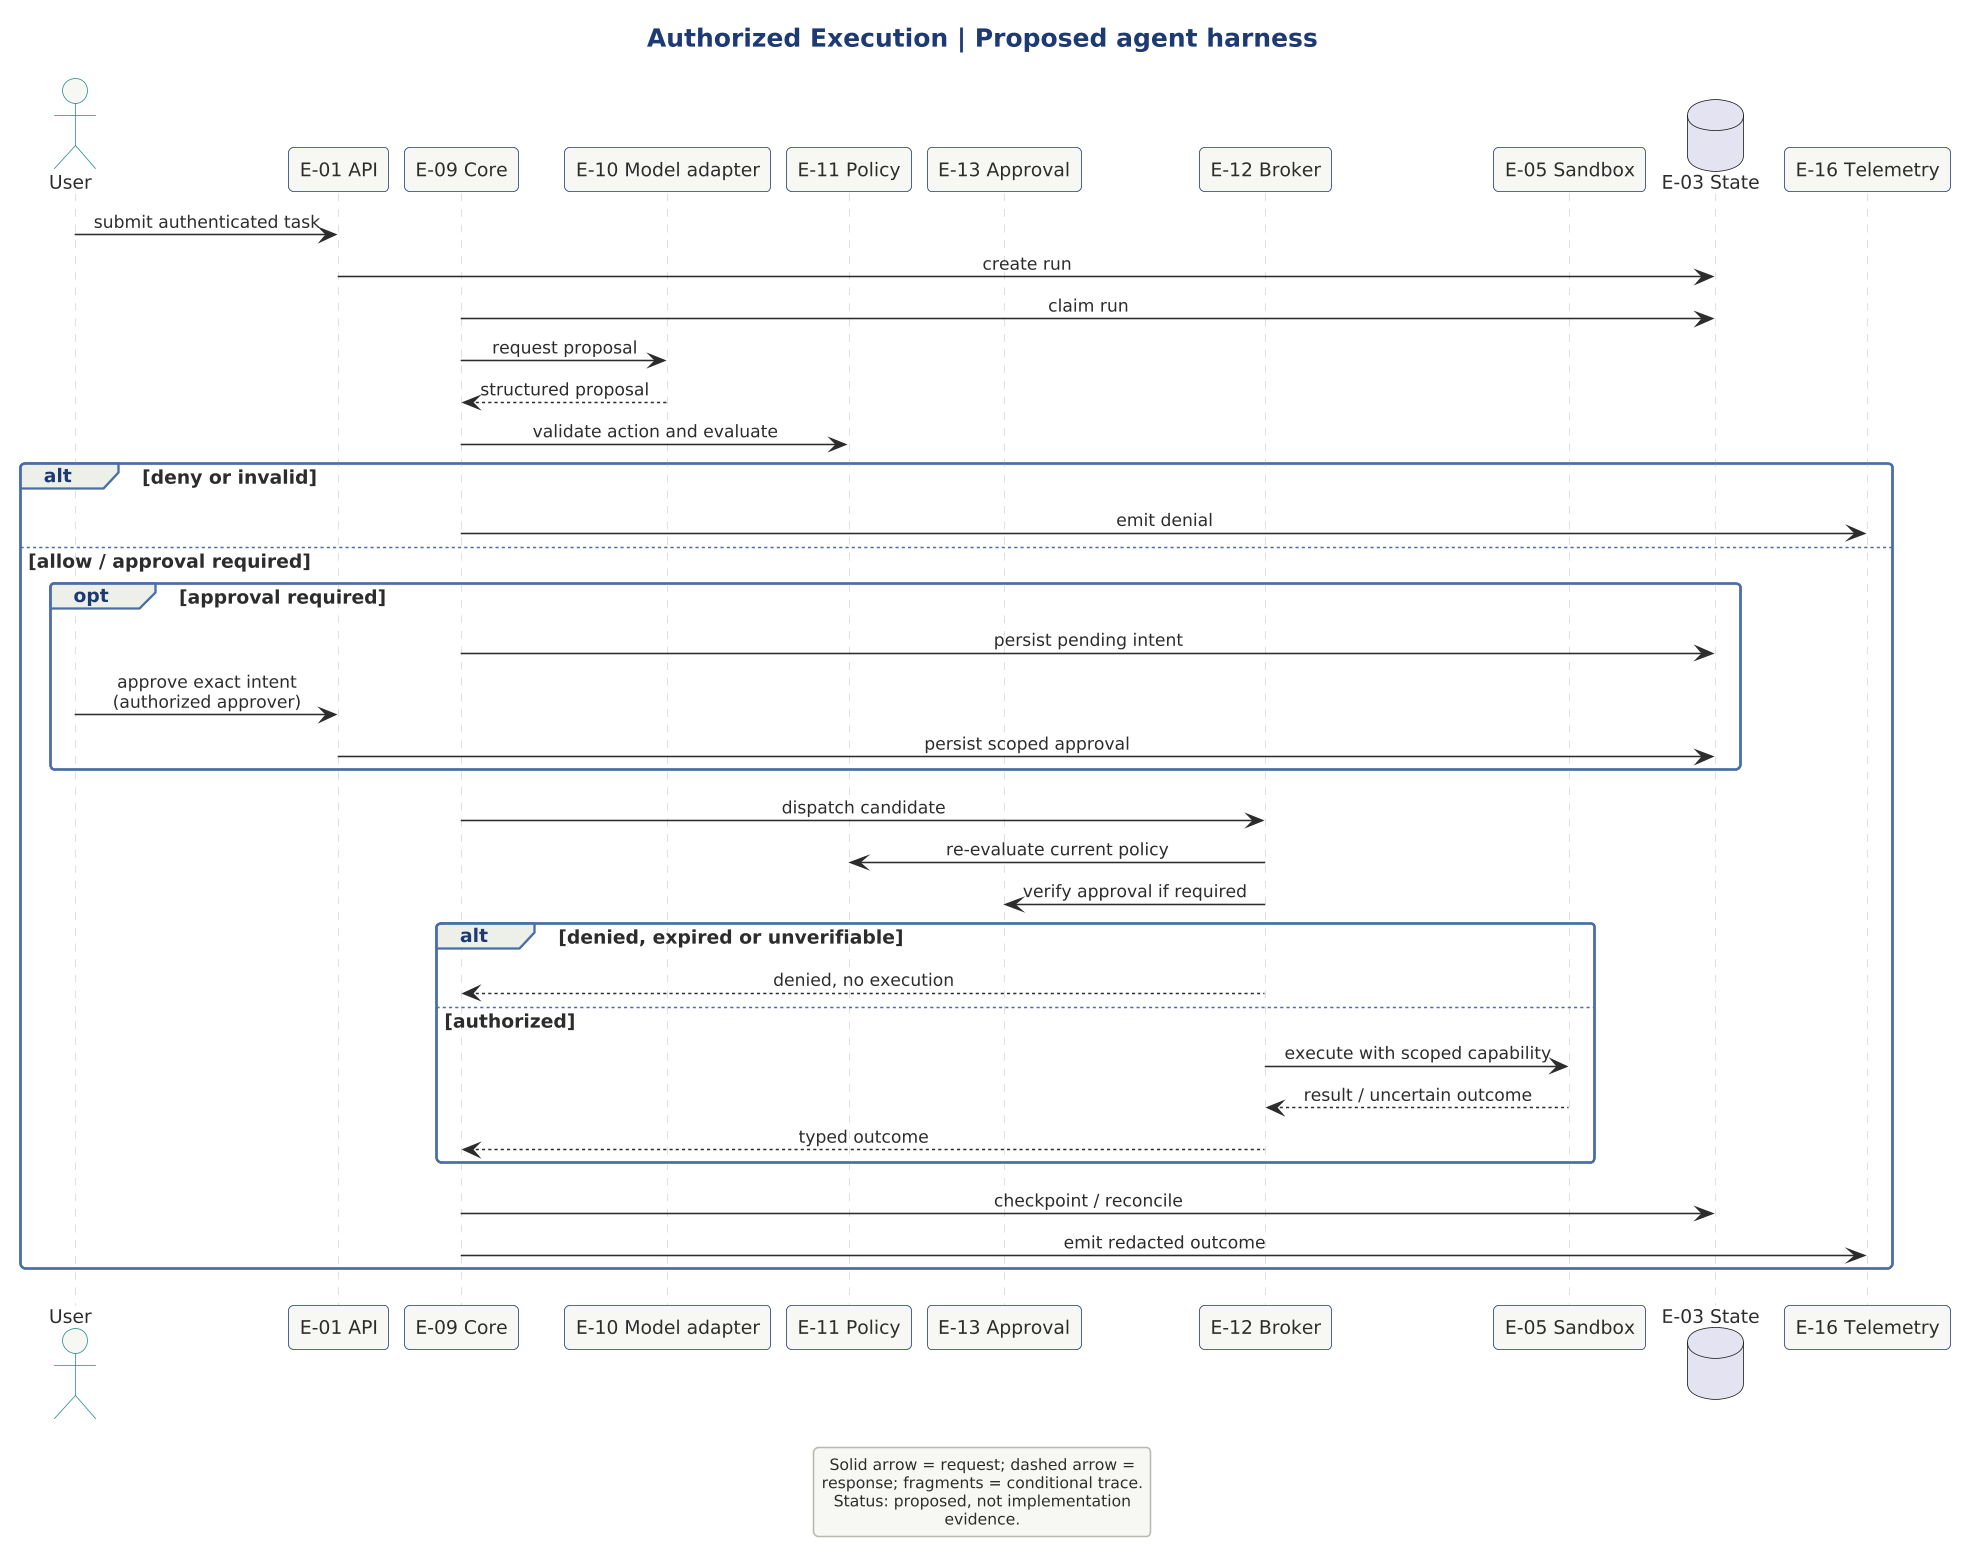 Authorized Execution | Proposed agent harness
User
E-01 API
E-09 Core
E-10 Model adapter
E-11 Policy
E-13 Approval
E-12 Broker
E-05 Sandbox
E-03 State
E-16 Telemetry
submit authenticated task
create run
claim run
request proposal
structured proposal
validate action and evaluate
alt
[deny or invalid]
emit denial
[allow / approval required]
opt
[approval required]
persist pending intent
approve exact intent
(authorized approver)
persist scoped approval
dispatch candidate
re-evaluate current policy
verify approval if required
alt
[denied, expired or unverifiable]
denied, no execution
[authorized]
execute with scoped capability
result / uncertain outcome
typed outcome
checkpoint / reconcile
emit redacted outcome
User
E-01 API
E-09 Core
E-10 Model adapter
E-11 Policy
E-13 Approval
E-12 Broker
E-05 Sandbox
E-03 State
E-16 Telemetry
Solid arrow = request; dashed arrow =
response; fragments = conditional trace.
Status: proposed, not implementation
evidence.